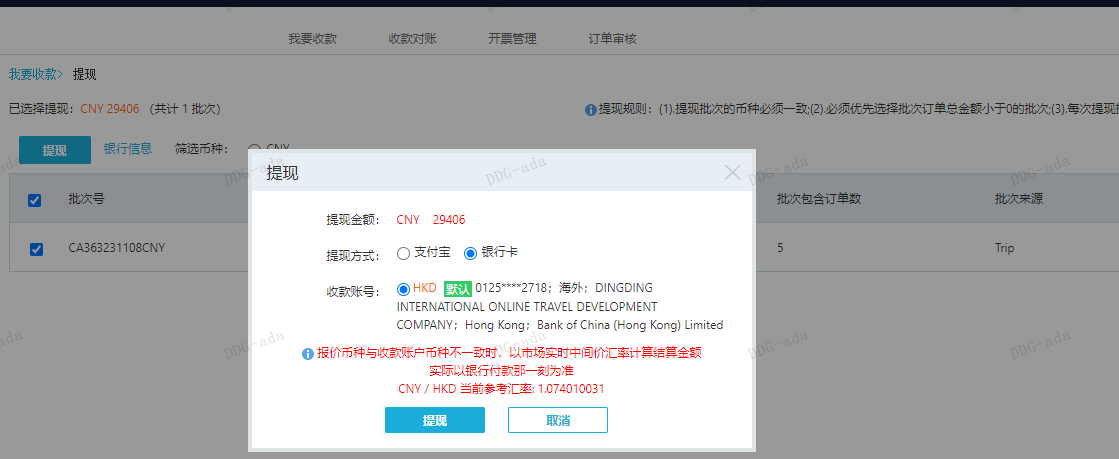 我要收款 收款对账 开票管理 订单审核
我要收款> 提现
已选择提现: CNY 29406 (共计 1 批次)
提现规则: (1).提现批次的币种必须一致;(2).必须优先选择批次订单总金额小于0的批次;(3).每次提现
提现 银行信息 筛选币种: CNY
提现
批次号 批次包含订单数 批次来源
提现金额: CNY 29406
CA363231108CNY 5 Trip
提现方式: 支付宝 银行卡
收款账号: HKD 默认 0125****2718; 海外; DINGDING
INTERNATIONAL ONLINE TRAVEL DEVELOPMENT
COMPANY; Hong Kong; Bank of China (Hong Kong) Limited
报价币种与收款账户币种不一致时, 以市场实时中间价汇率计算结算金额
实际以银行付款那一刻为准
CNY / HKD 当前参考汇率: 1.074010031
提现 取消
DDG-ada
DDG-ada
DDG-ada
DDG-ada
DDG-ada
DDG-ada